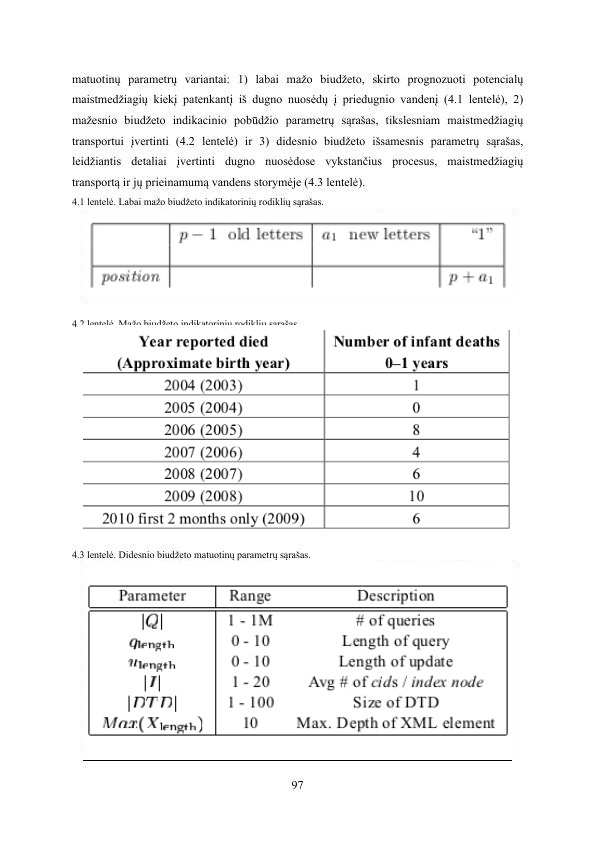 matuotinų parametrų variantai: 1) labai mažo biudžeto, skirto prognozuoti potencialų
maistmedžiagių kiekį patenkantį iš dugno nuosėdų į priedugnio vandenį (4.1 lentelė), 2)
mažesnio biudžeto indikacinio pobūdžio parametrų sąrašas, tikslesniam maistmedžiagių
transportui įvertinti (4.2 lentelė) ir 3) didesnio biudžeto išsamesnis parametrų sąrašas,
leidžiantis detaliai įvertinti dugno nuosėdose vykstančius procesus, maistmedžiagių
transportą ir jų prieinamumą vandens storymėje (4.3 lentelė).
4.1 lentelė. Labai mažo biudžeto indikatorinių rodiklių sąrašas.
p − 1 old letters a₁ new letters “1”
position p + a₁
4.2 lentelė. Mažo biudžeto indikatorinių rodiklių sąrašas.
Year reported died Number of infant deaths
(Approximate birth year) 0–1 years
2004 (2003) 1
2005 (2004) 0
2006 (2005) 8
2007 (2006) 4
2008 (2007) 6
2009 (2008) 10
2010 first 2 months only (2009) 6
4.3 lentelė. Didesnio biudžeto matuotinų parametrų sąrašas.
Parameter Range Description
|Q| 1 - 1M # of queries
qlength 0 - 10 Length of query
ulength 0 - 10 Length of update
|I| 1 - 20 Avg # of cids / index node
|DTD| 1 - 100 Size of DTD
Max(Xlength) 10 Max. Depth of XML element
97